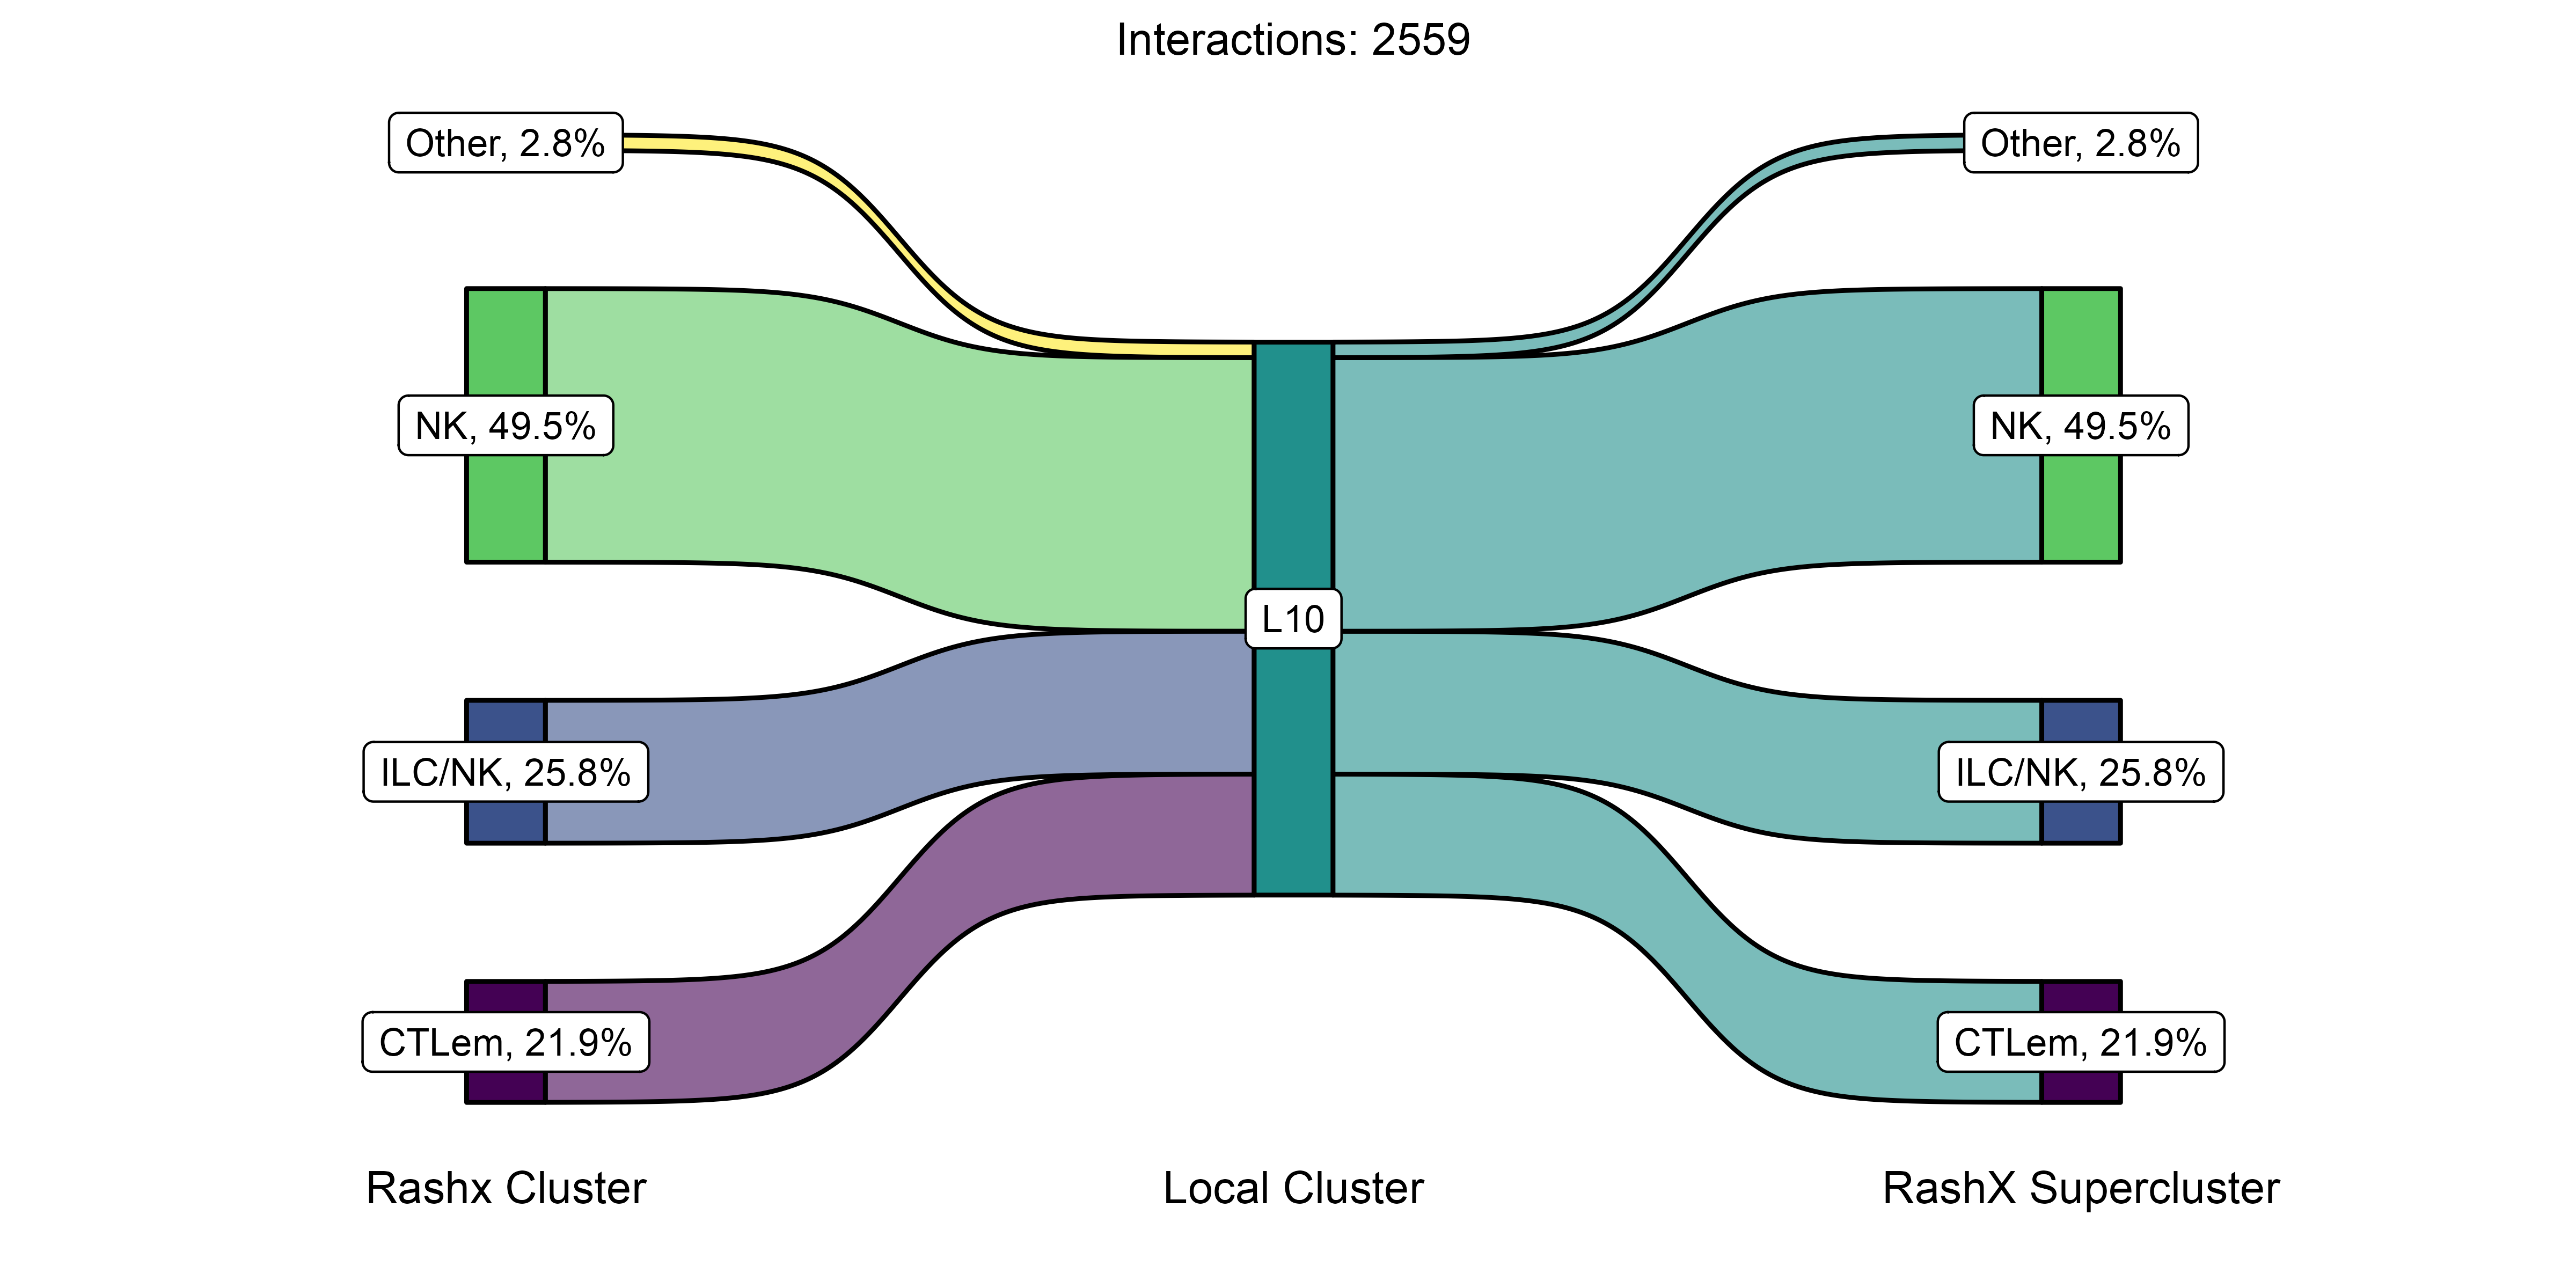 Interactions: 2559
Other, 2.8%
Other, 2.8%
NK, 49.5%
NK, 49.5%
L10
ILC/NK, 25.8%
ILC/NK, 25.8%
CTLem, 21.9%
CTLem, 21.9%
Rashx Cluster
Local Cluster
RashX Supercluster